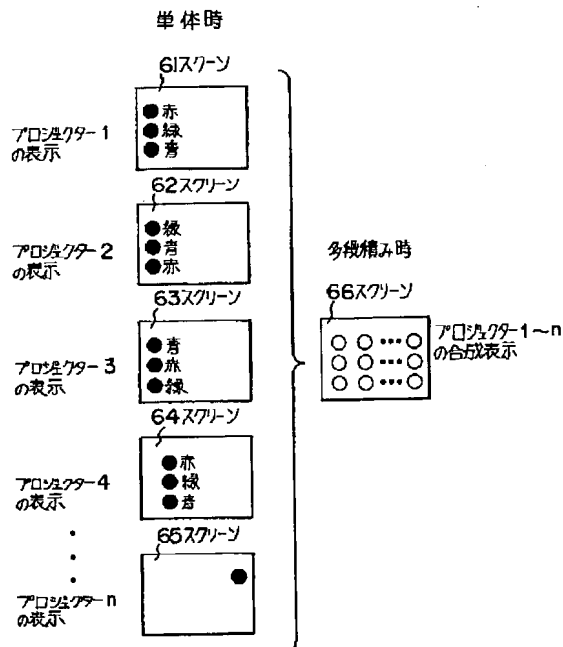 単体時
61スクーン
赤
緑
青
プロジェクター1
の表示
62スクリーン
緑
青
赤
プロジェクター2
の表示
63スクリーン
青
赤
緑
プロジェクター3
の表示
64スクリーン
赤
緑
青
プロジェクター4
の表示
65スクリーン
プロジェクターn
の表示
多段積み時
66スクリーン
プロジェクター1〜n
の合成表示